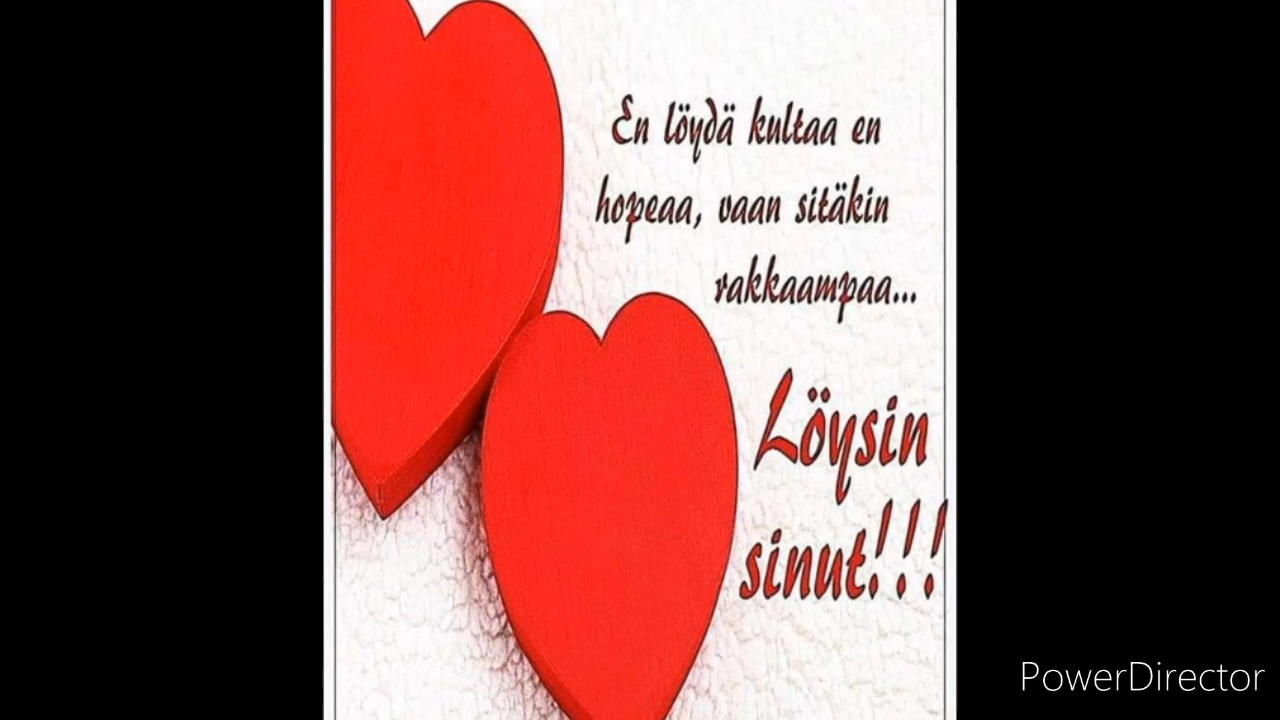 En löydä kultaa en
hopeaa, vaan sitäkin
rakkaampaa...
Löysin
sinut!!!
PowerDirector